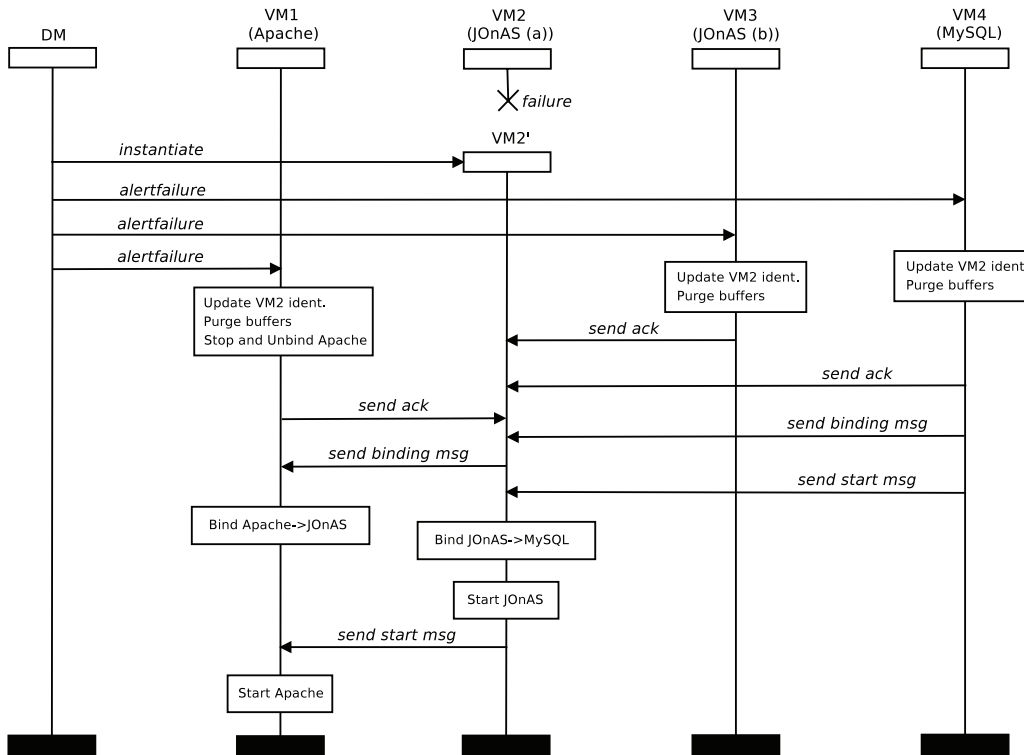 DM
VM1
(Apache)
VM2
(JOnAS (a))
VM3
(JOnAS (b))
VM4
(MySQL)
failure
VM2'
instantiate
alertfailure
alertfailure
alertfailure
Update VM2 ident.
Purge buffers
Update VM2 ident.
Purge buffers
Update VM2 ident.
Purge buffers
Stop and Unbind Apache
send ack
send ack
send ack
send binding msg
send binding msg
send start msg
Bind Apache->JOnAS
Bind JOnAS->MySQL
Start JOnAS
send start msg
Start Apache